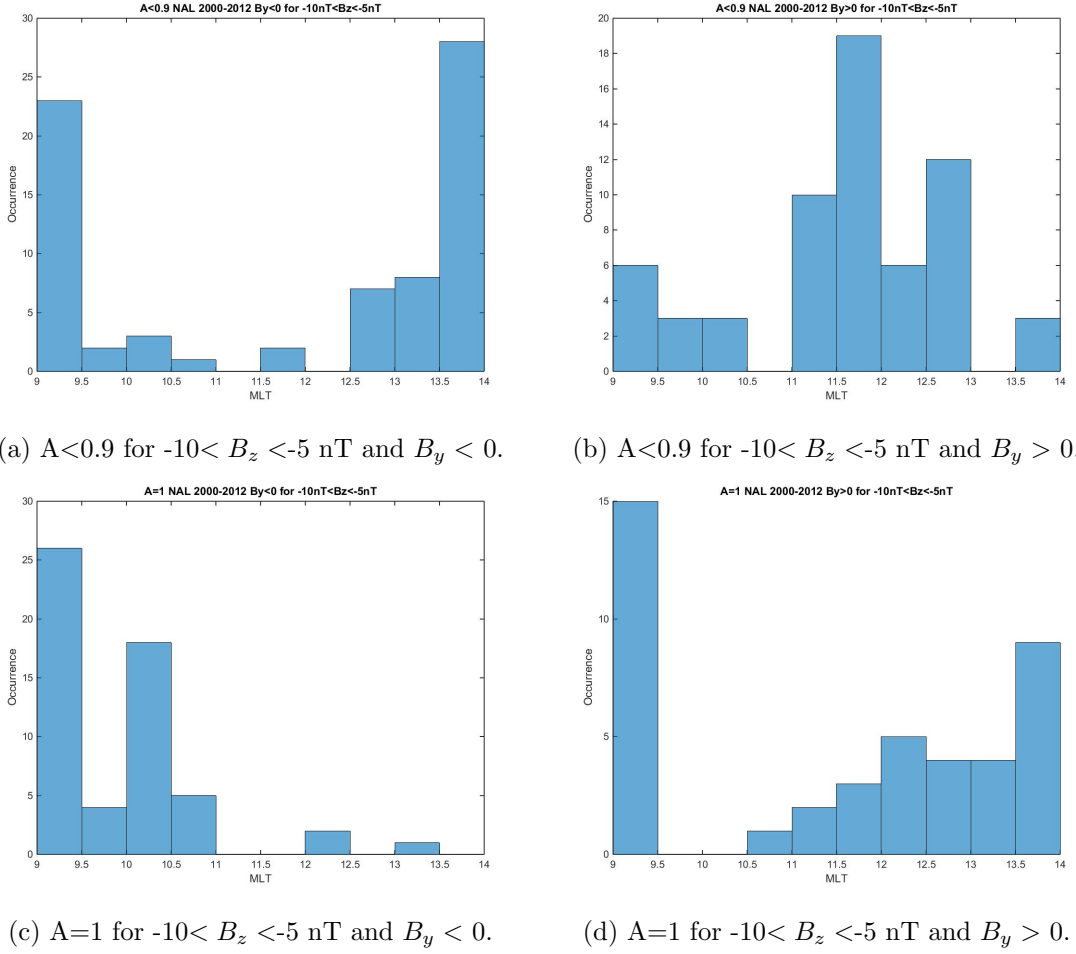 A<0.9 NAL 2000-2012 By<0 for -10nT<Bz<-5nT
30
25
20
15
10
5
0
Occurrence
9 9.5 10 10.5 11 11.5 12 12.5 13 13.5 14
MLT
(a) A<0.9 for -10< B_z <-5 nT and B_y < 0.
A<0.9 NAL 2000-2012 By>0 for -10nT<Bz<-5nT
20
18
16
14
12
10
8
6
4
2
0
Occurrence
9 9.5 10 10.5 11 11.5 12 12.5 13 13.5 14
MLT
(b) A<0.9 for -10< B_z <-5 nT and B_y > 0.
A=1 NAL 2000-2012 By<0 for -10nT<Bz<-5nT
30
25
20
15
10
5
0
Occurrence
9 9.5 10 10.5 11 11.5 12 12.5 13 13.5 14
MLT
(c) A=1 for -10< B_z <-5 nT and B_y < 0.
A=1 NAL 2000-2012 By>0 for -10nT<Bz<-5nT
15
10
5
0
Occurrence
9 9.5 10 10.5 11 11.5 12 12.5 13 13.5 14
MLT
(d) A=1 for -10< B_z <-5 nT and B_y > 0.